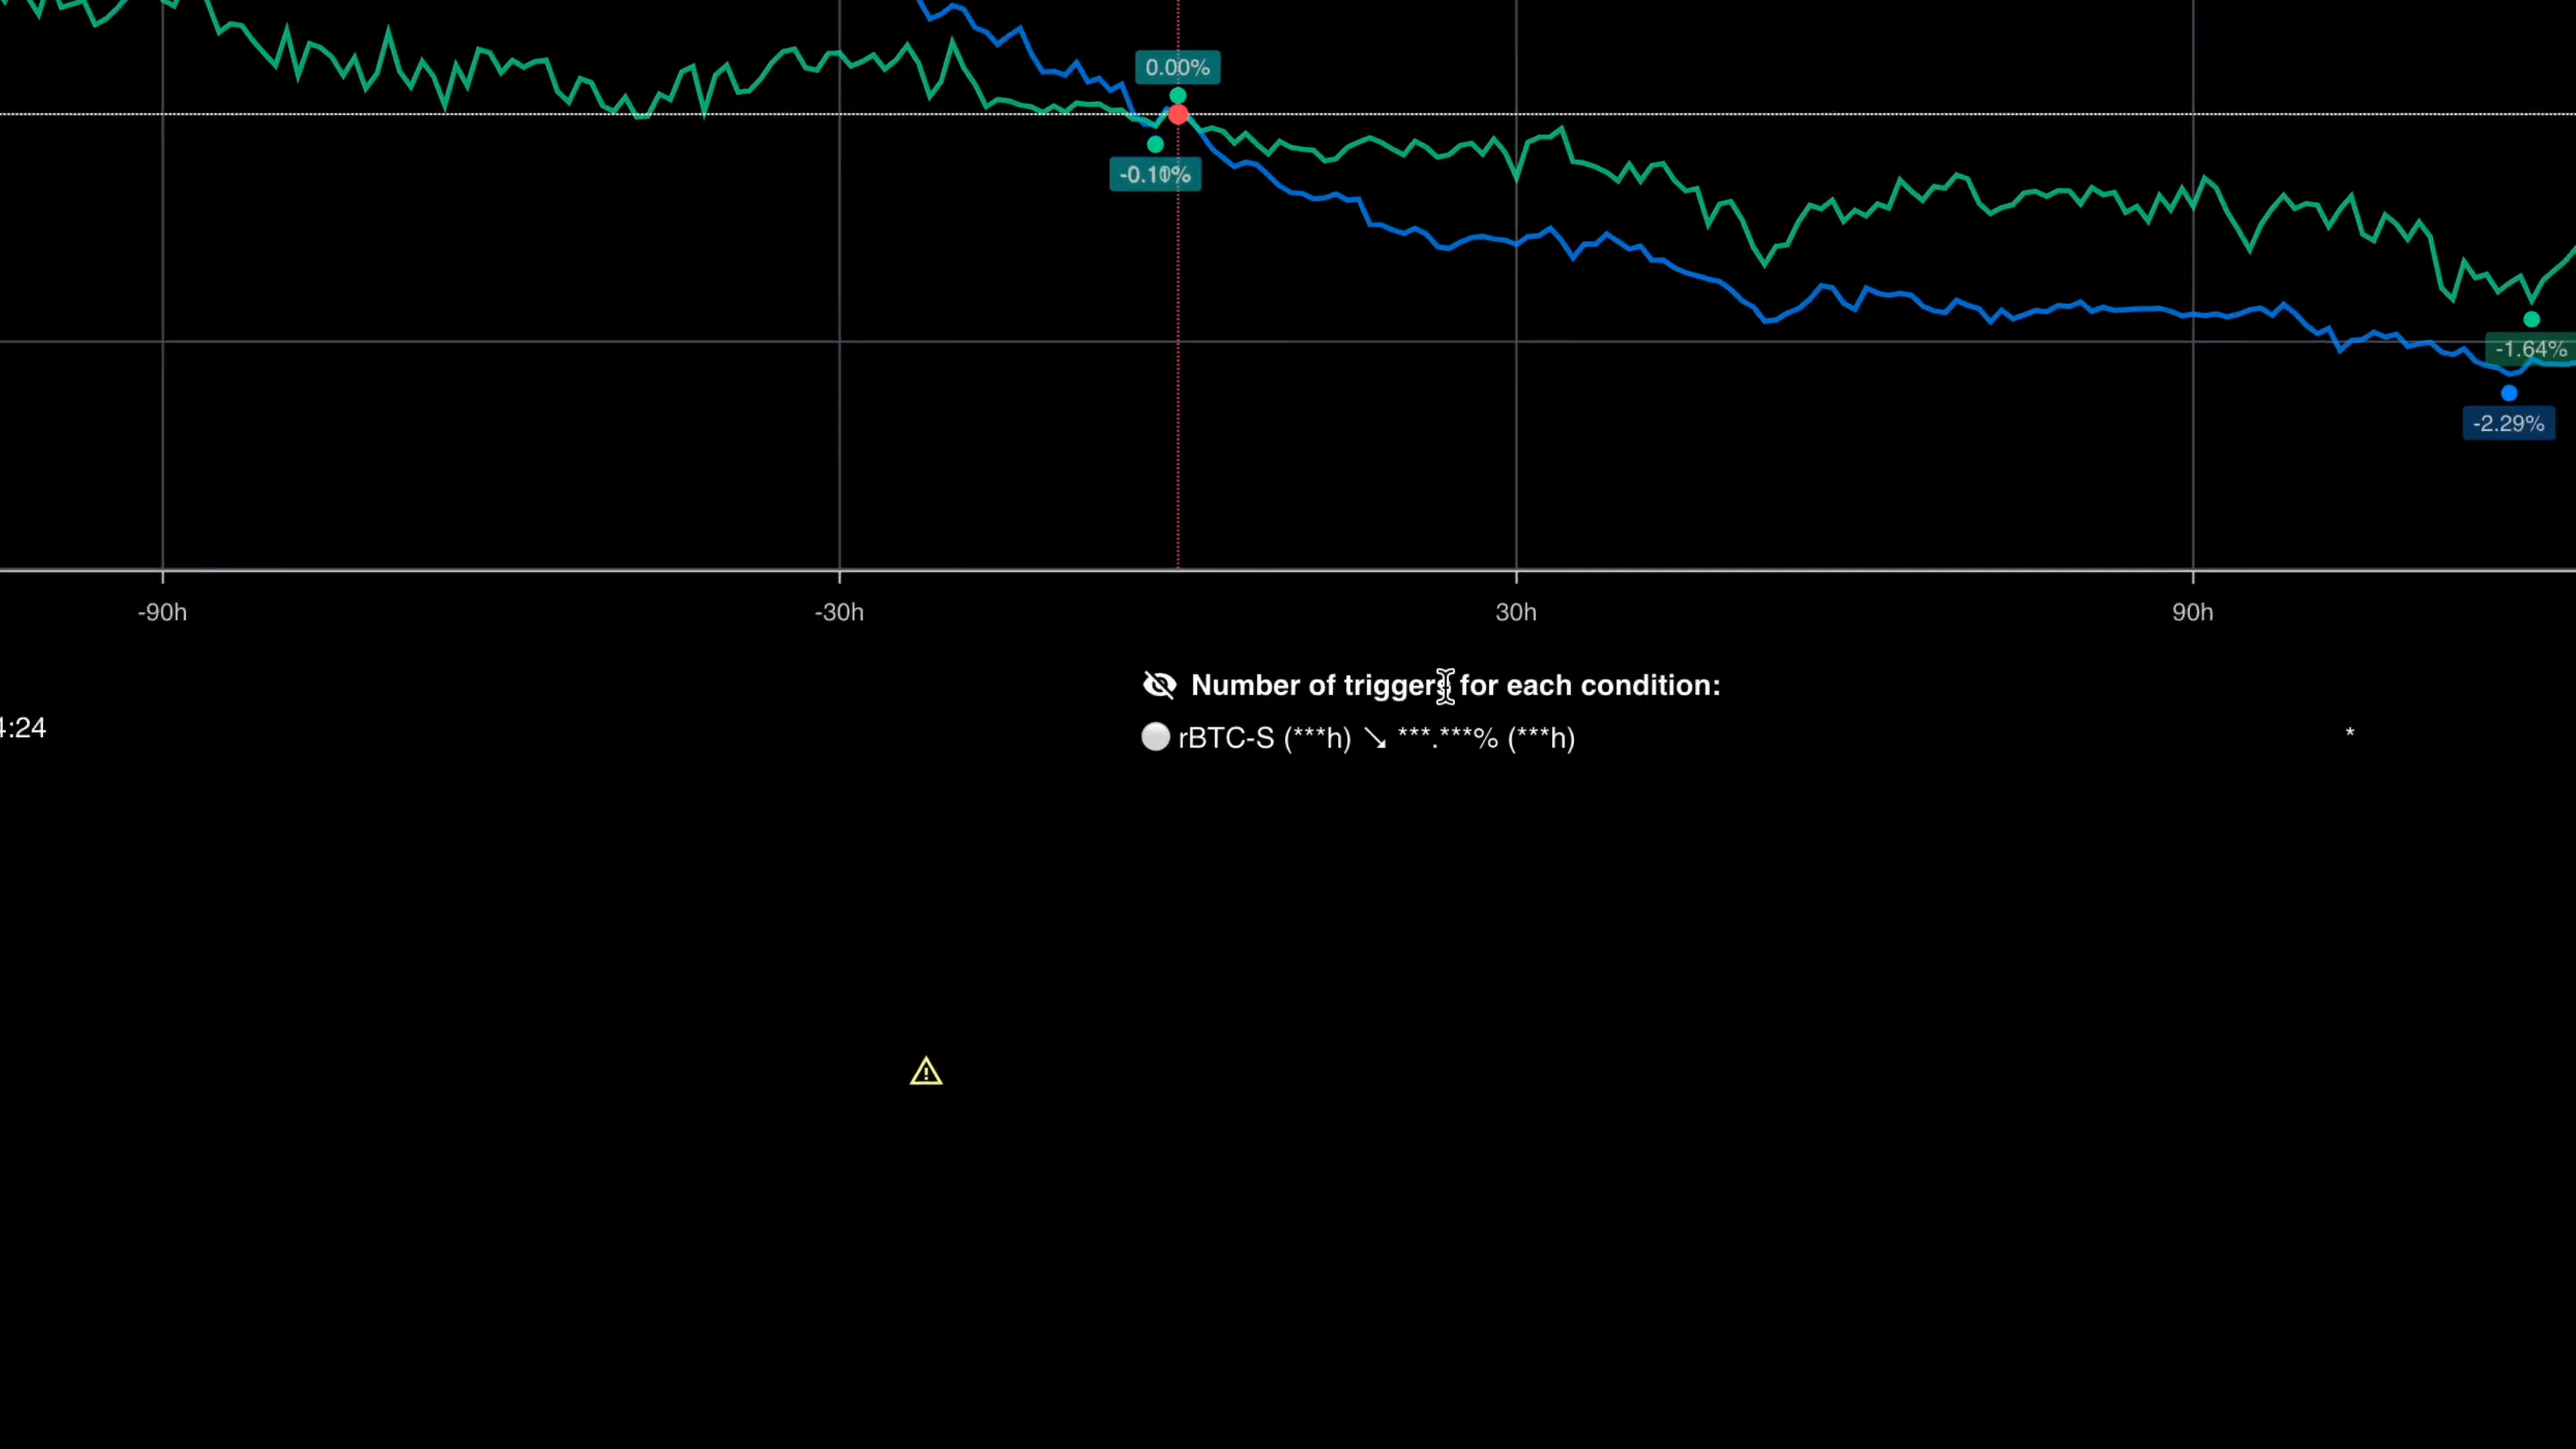 0.00%
-0.10%
-1.64%
-2.29%
-90h
-30h
30h
90h
Number of triggers for each condition:
4:24
rBTC-S (***h) ↘ ***.***% (***h)
*